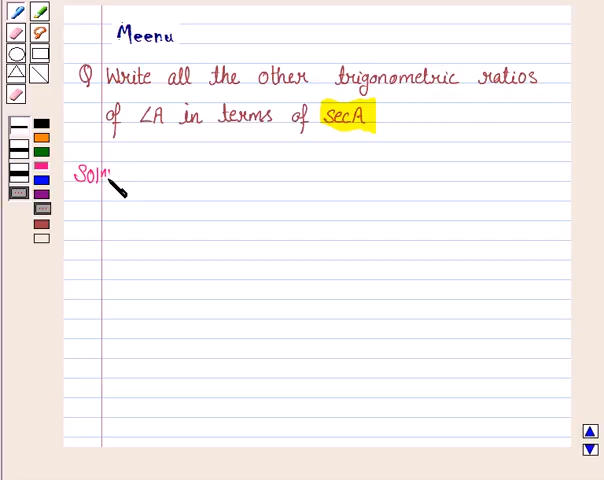 Meenu
Q Write all the other trigonometric ratios
of ∠A in terms of secA
Soln